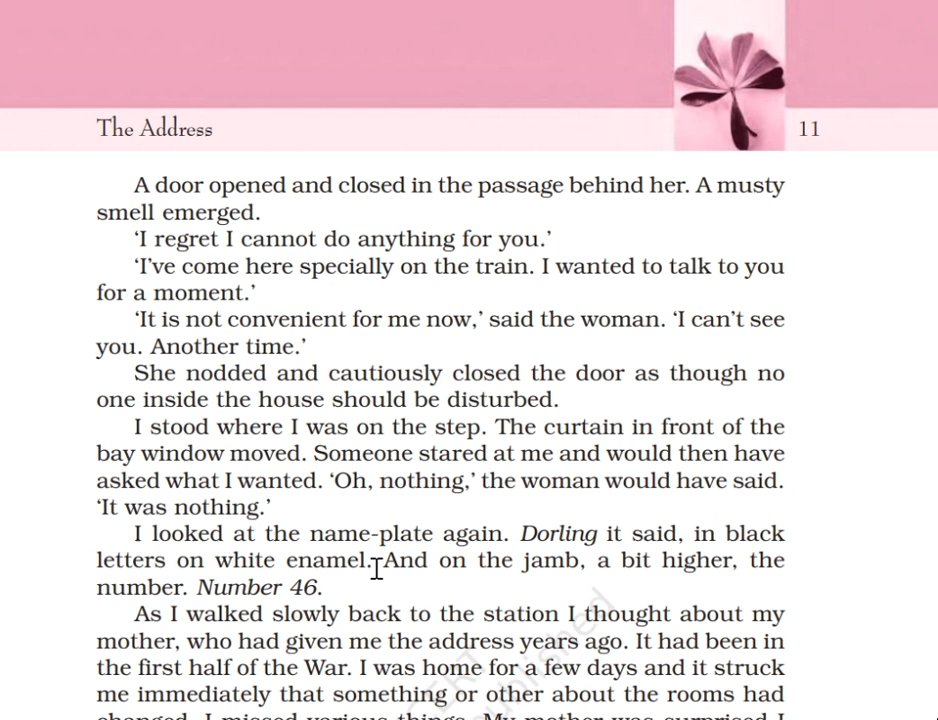 The Address
11
A door opened and closed in the passage behind her. A musty
smell emerged.
‘I regret I cannot do anything for you.’
‘I’ve come here specially on the train. I wanted to talk to you
for a moment.’
‘It is not convenient for me now,’ said the woman. ‘I can’t see
you. Another time.’
She nodded and cautiously closed the door as though no
one inside the house should be disturbed.
I stood where I was on the step. The curtain in front of the
bay window moved. Someone stared at me and would then have
asked what I wanted. ‘Oh, nothing,’ the woman would have said.
‘It was nothing.’
I looked at the name-plate again. Dorling it said, in black
letters on white enamel. And on the jamb, a bit higher, the
number. Number 46.
As I walked slowly back to the station I thought about my
mother, who had given me the address years ago. It had been in
the first half of the War. I was home for a few days and it struck
me immediately that something or other about the rooms had
changed. I missed various things. My mother was surprised I